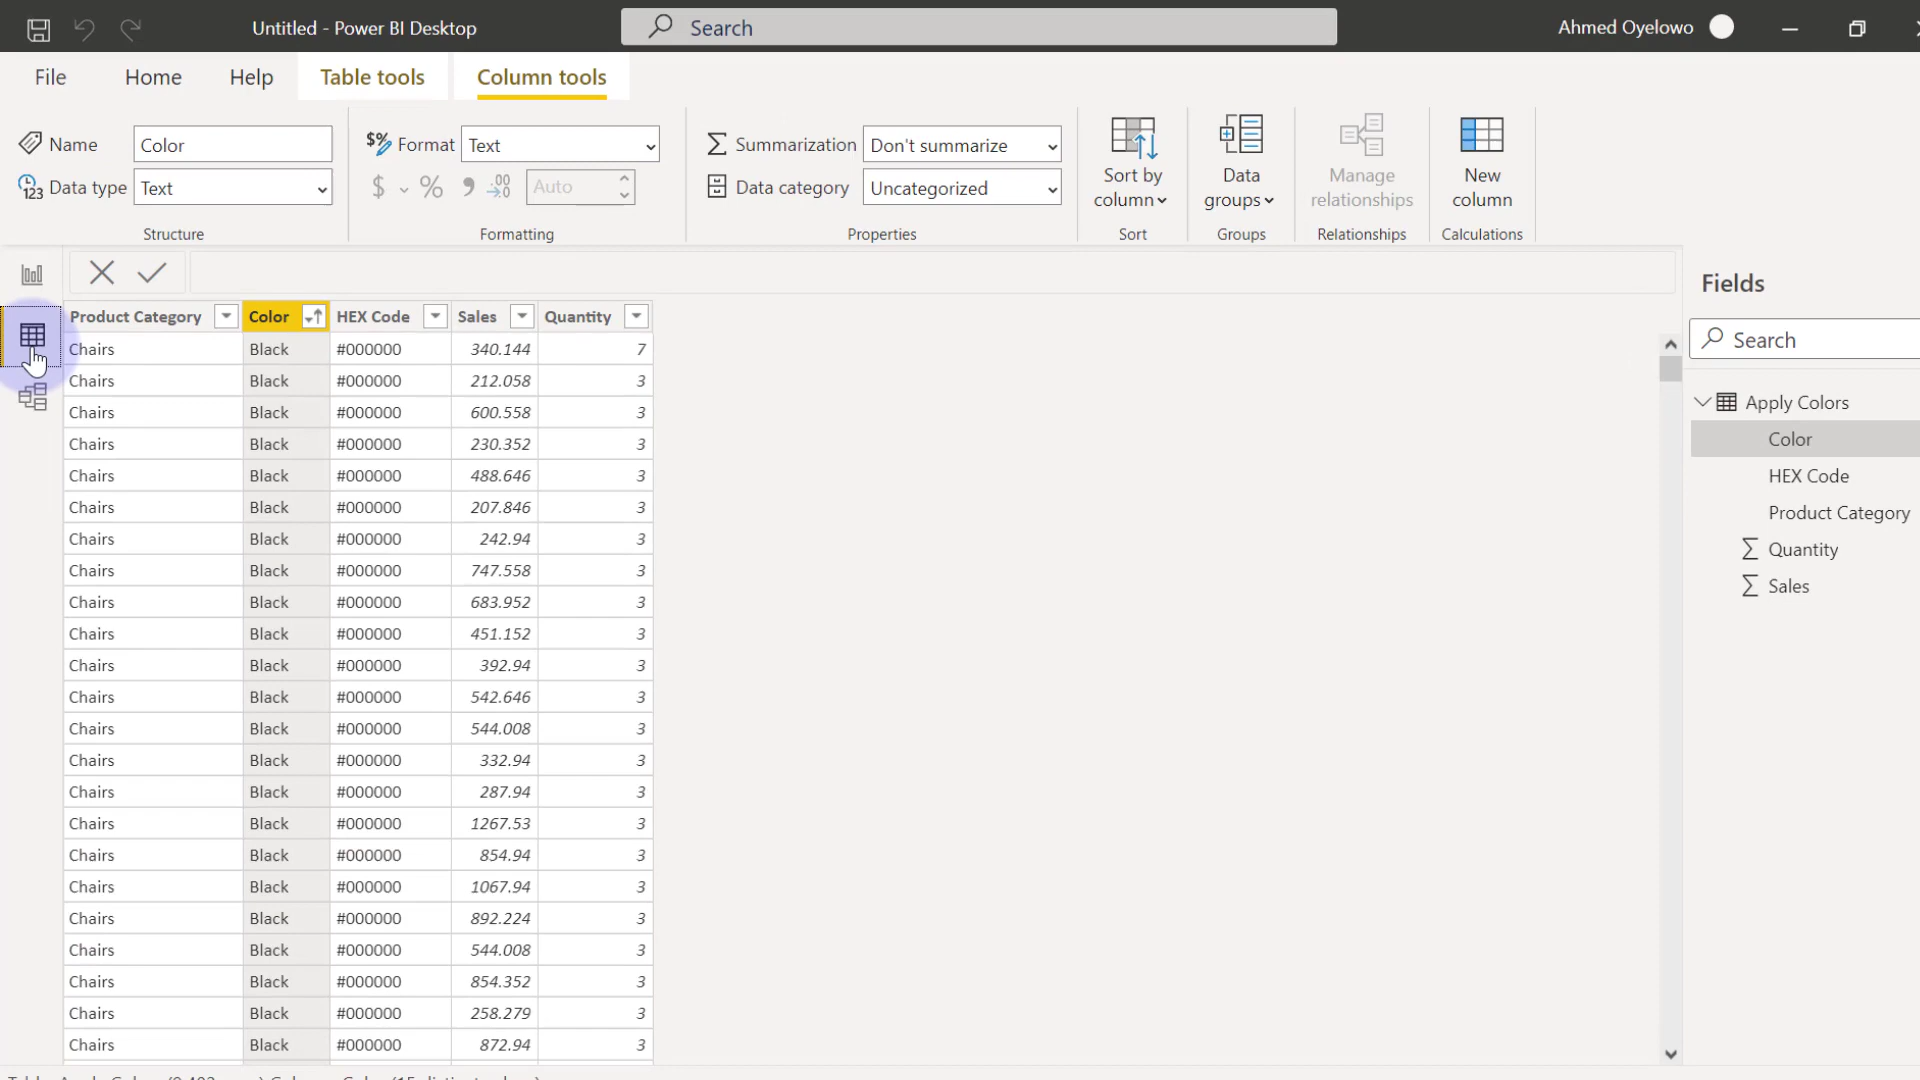 Untitled - Power BI Desktop
Search
Ahmed Oyelowo
File Home Help Table tools Column tools
Name Color
Format Text
Summarization Don't summarize
Data type Text
$ % Auto
Data category Uncategorized
Sort by column
Data groups
Manage relationships
New column
Structure Formatting Properties Sort Groups Relationships Calculations
Product Category Color HEX Code Sales Quantity
Chairs Black #000000 340.144 7
Chairs Black #000000 212.058 3
Chairs Black #000000 600.558 3
Chairs Black #000000 230.352 3
Chairs Black #000000 488.646 3
Chairs Black #000000 207.846 3
Chairs Black #000000 242.94 3
Chairs Black #000000 747.558 3
Chairs Black #000000 683.952 3
Chairs Black #000000 451.152 3
Chairs Black #000000 392.94 3
Chairs Black #000000 542.646 3
Chairs Black #000000 544.008 3
Chairs Black #000000 332.94 3
Chairs Black #000000 287.94 3
Chairs Black #000000 1267.53 3
Chairs Black #000000 854.94 3
Chairs Black #000000 1067.94 3
Chairs Black #000000 892.224 3
Chairs Black #000000 544.008 3
Chairs Black #000000 854.352 3
Chairs Black #000000 258.279 3
Chairs Black #000000 872.94 3
Fields
Search
Apply Colors
Color
HEX Code
Product Category
Quantity
Sales